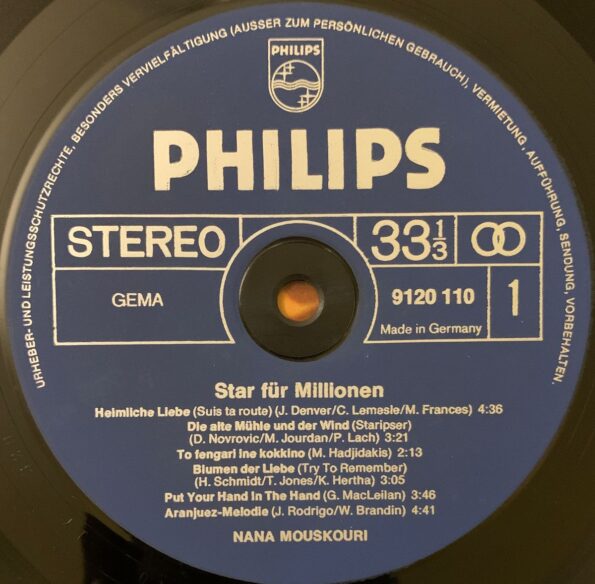 URHEBER- UND LEISTUNGSSCHUTZRECHTE, BESONDERS VERVIELFÄLTIGUNG (AUSSER ZUM PERSÖNLICHEN GEBRAUCH), VERMIETUNG, AUFFÜHRUNG, SENDUNG, VORBEHALTEN.
PHILIPS
PHILIPS
STEREO
33 1/3
GEMA
9120 110
1
Made in Germany
Star für Millionen
Heimliche Liebe (Suis ta route) (J. Denver/C. Lemesle/M. Frances) 4:36
Die alte Mühle und der Wind (Staripser)
(D. Novrovic/M. Jourdan/P. Lach) 3:21
To fengari ine kokkino (M. Hadjidakis) 2:13
Blumen der Liebe (Try To Remember)
(H. Schmidt/T. Jones/K. Hertha) 3:05
Put Your Hand In The Hand (G. MacLellan) 3:46
Aranjuez-Melodie (J. Rodrigo/W. Brandin) 4:41
NANA MOUSKOURI